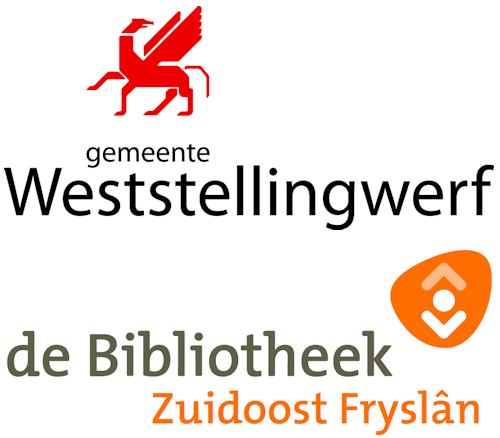 gemeente
Weststellingwerf
de Bibliotheek
Zuidoost Fryslân